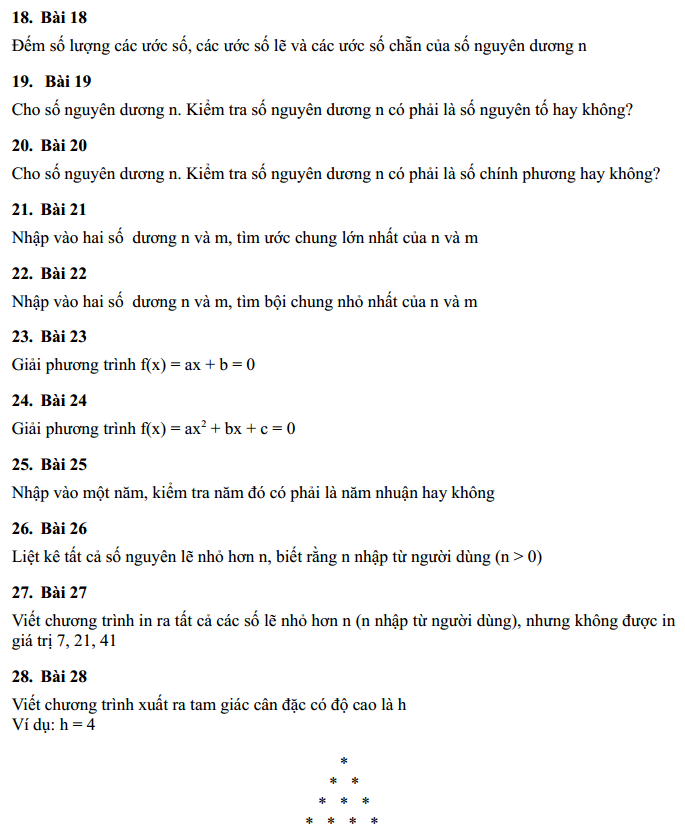 18. Bài 18
Đếm số lượng các ước số, các ước số lẽ và các ước số chẵn của số nguyên dương n
19. Bài 19
Cho số nguyên dương n. Kiểm tra số nguyên dương n có phải là số nguyên tố hay không?
20. Bài 20
Cho số nguyên dương n. Kiểm tra số nguyên dương n có phải là số chính phương hay không?
21. Bài 21
Nhập vào hai số dương n và m, tìm ước chung lớn nhất của n và m
22. Bài 22
Nhập vào hai số dương n và m, tìm bội chung nhỏ nhất của n và m
23. Bài 23
Giải phương trình f(x) = ax + b = 0
24. Bài 24
Giải phương trình f(x) = ax² + bx + c = 0
25. Bài 25
Nhập vào một năm, kiểm tra năm đó có phải là năm nhuận hay không
26. Bài 26
Liệt kê tất cả số nguyên lẽ nhỏ hơn n, biết rằng n nhập từ người dùng (n > 0)
27. Bài 27
Viết chương trình in ra tất cả các số lẽ nhỏ hơn n (n nhập từ người dùng), nhưng không được in
giá trị 7, 21, 41
28. Bài 28
Viết chương trình xuất ra tam giác cân đặc có độ cao là h
Ví dụ: h = 4
*
* *
* * *
* * * *